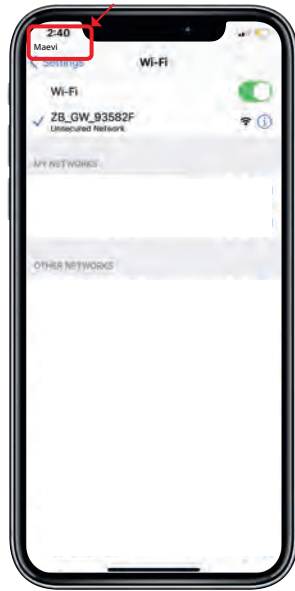 2:40
Maevi
Settings
Wi-Fi
Wi-Fi
ZB_GW_93582F
Unsecured Network
MY NETWORKS
OTHER NETWORKS